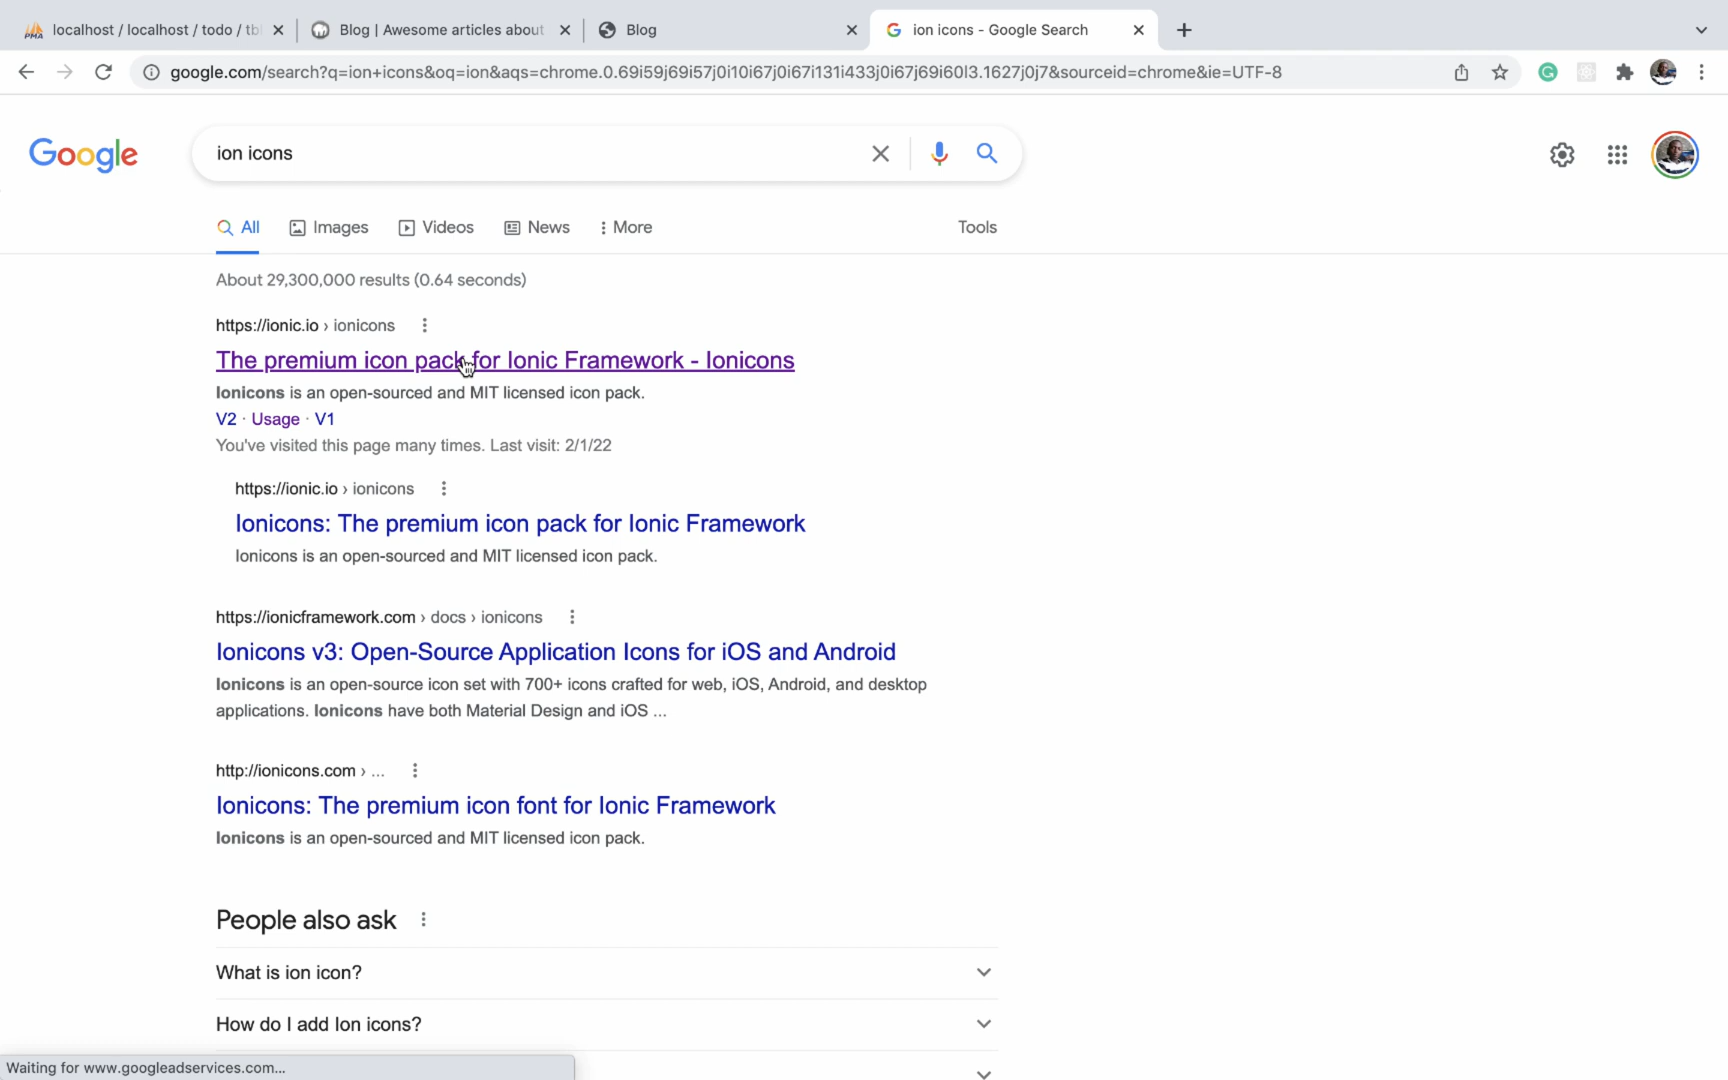 localhost / localhost / todo / tb
Blog | Awesome articles about
Blog
ion icons - Google Search
google.com/search?q=ion+icons&oq=ion&aqs=chrome.0.69i59j69i57j0i10i67j0i67i131i433j0i67j69i60l3.1627j0j7&sourceid=chrome&ie=UTF-8
Google
ion icons
All
Images
Videos
News
More
Tools
About 29,300,000 results (0.64 seconds)
https://ionic.io › ionicons
The premium icon pack for Ionic Framework - Ionicons
Ionicons is an open-sourced and MIT licensed icon pack.
V2 · Usage · V1
You've visited this page many times. Last visit: 2/1/22
https://ionic.io › ionicons
Ionicons: The premium icon pack for Ionic Framework
Ionicons is an open-sourced and MIT licensed icon pack.
https://ionicframework.com › docs › ionicons
Ionicons v3: Open-Source Application Icons for iOS and Android
Ionicons is an open-source icon set with 700+ icons crafted for web, iOS, Android, and desktop
applications. Ionicons have both Material Design and iOS ...
http://ionicons.com › ...
Ionicons: The premium icon font for Ionic Framework
Ionicons is an open-sourced and MIT licensed icon pack.
People also ask
What is ion icon?
How do I add Ion icons?
Waiting for www.googleadservices.com...